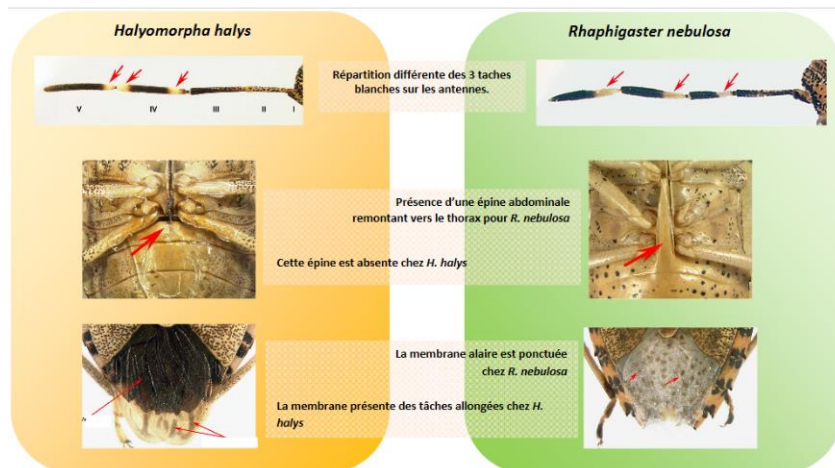 Halyomorpha halys
Rhaphigaster nebulosa
Répartition différente des 3 taches
blanches sur les antennes.
V IV III II I
Présence d'une épine abdominale
remontant vers le thorax pour R. nebulosa
Cette épine est absente chez H. halys
La membrane alaire est ponctuée
chez R. nebulosa
La membrane présente des tâches allongées chez H.
halys